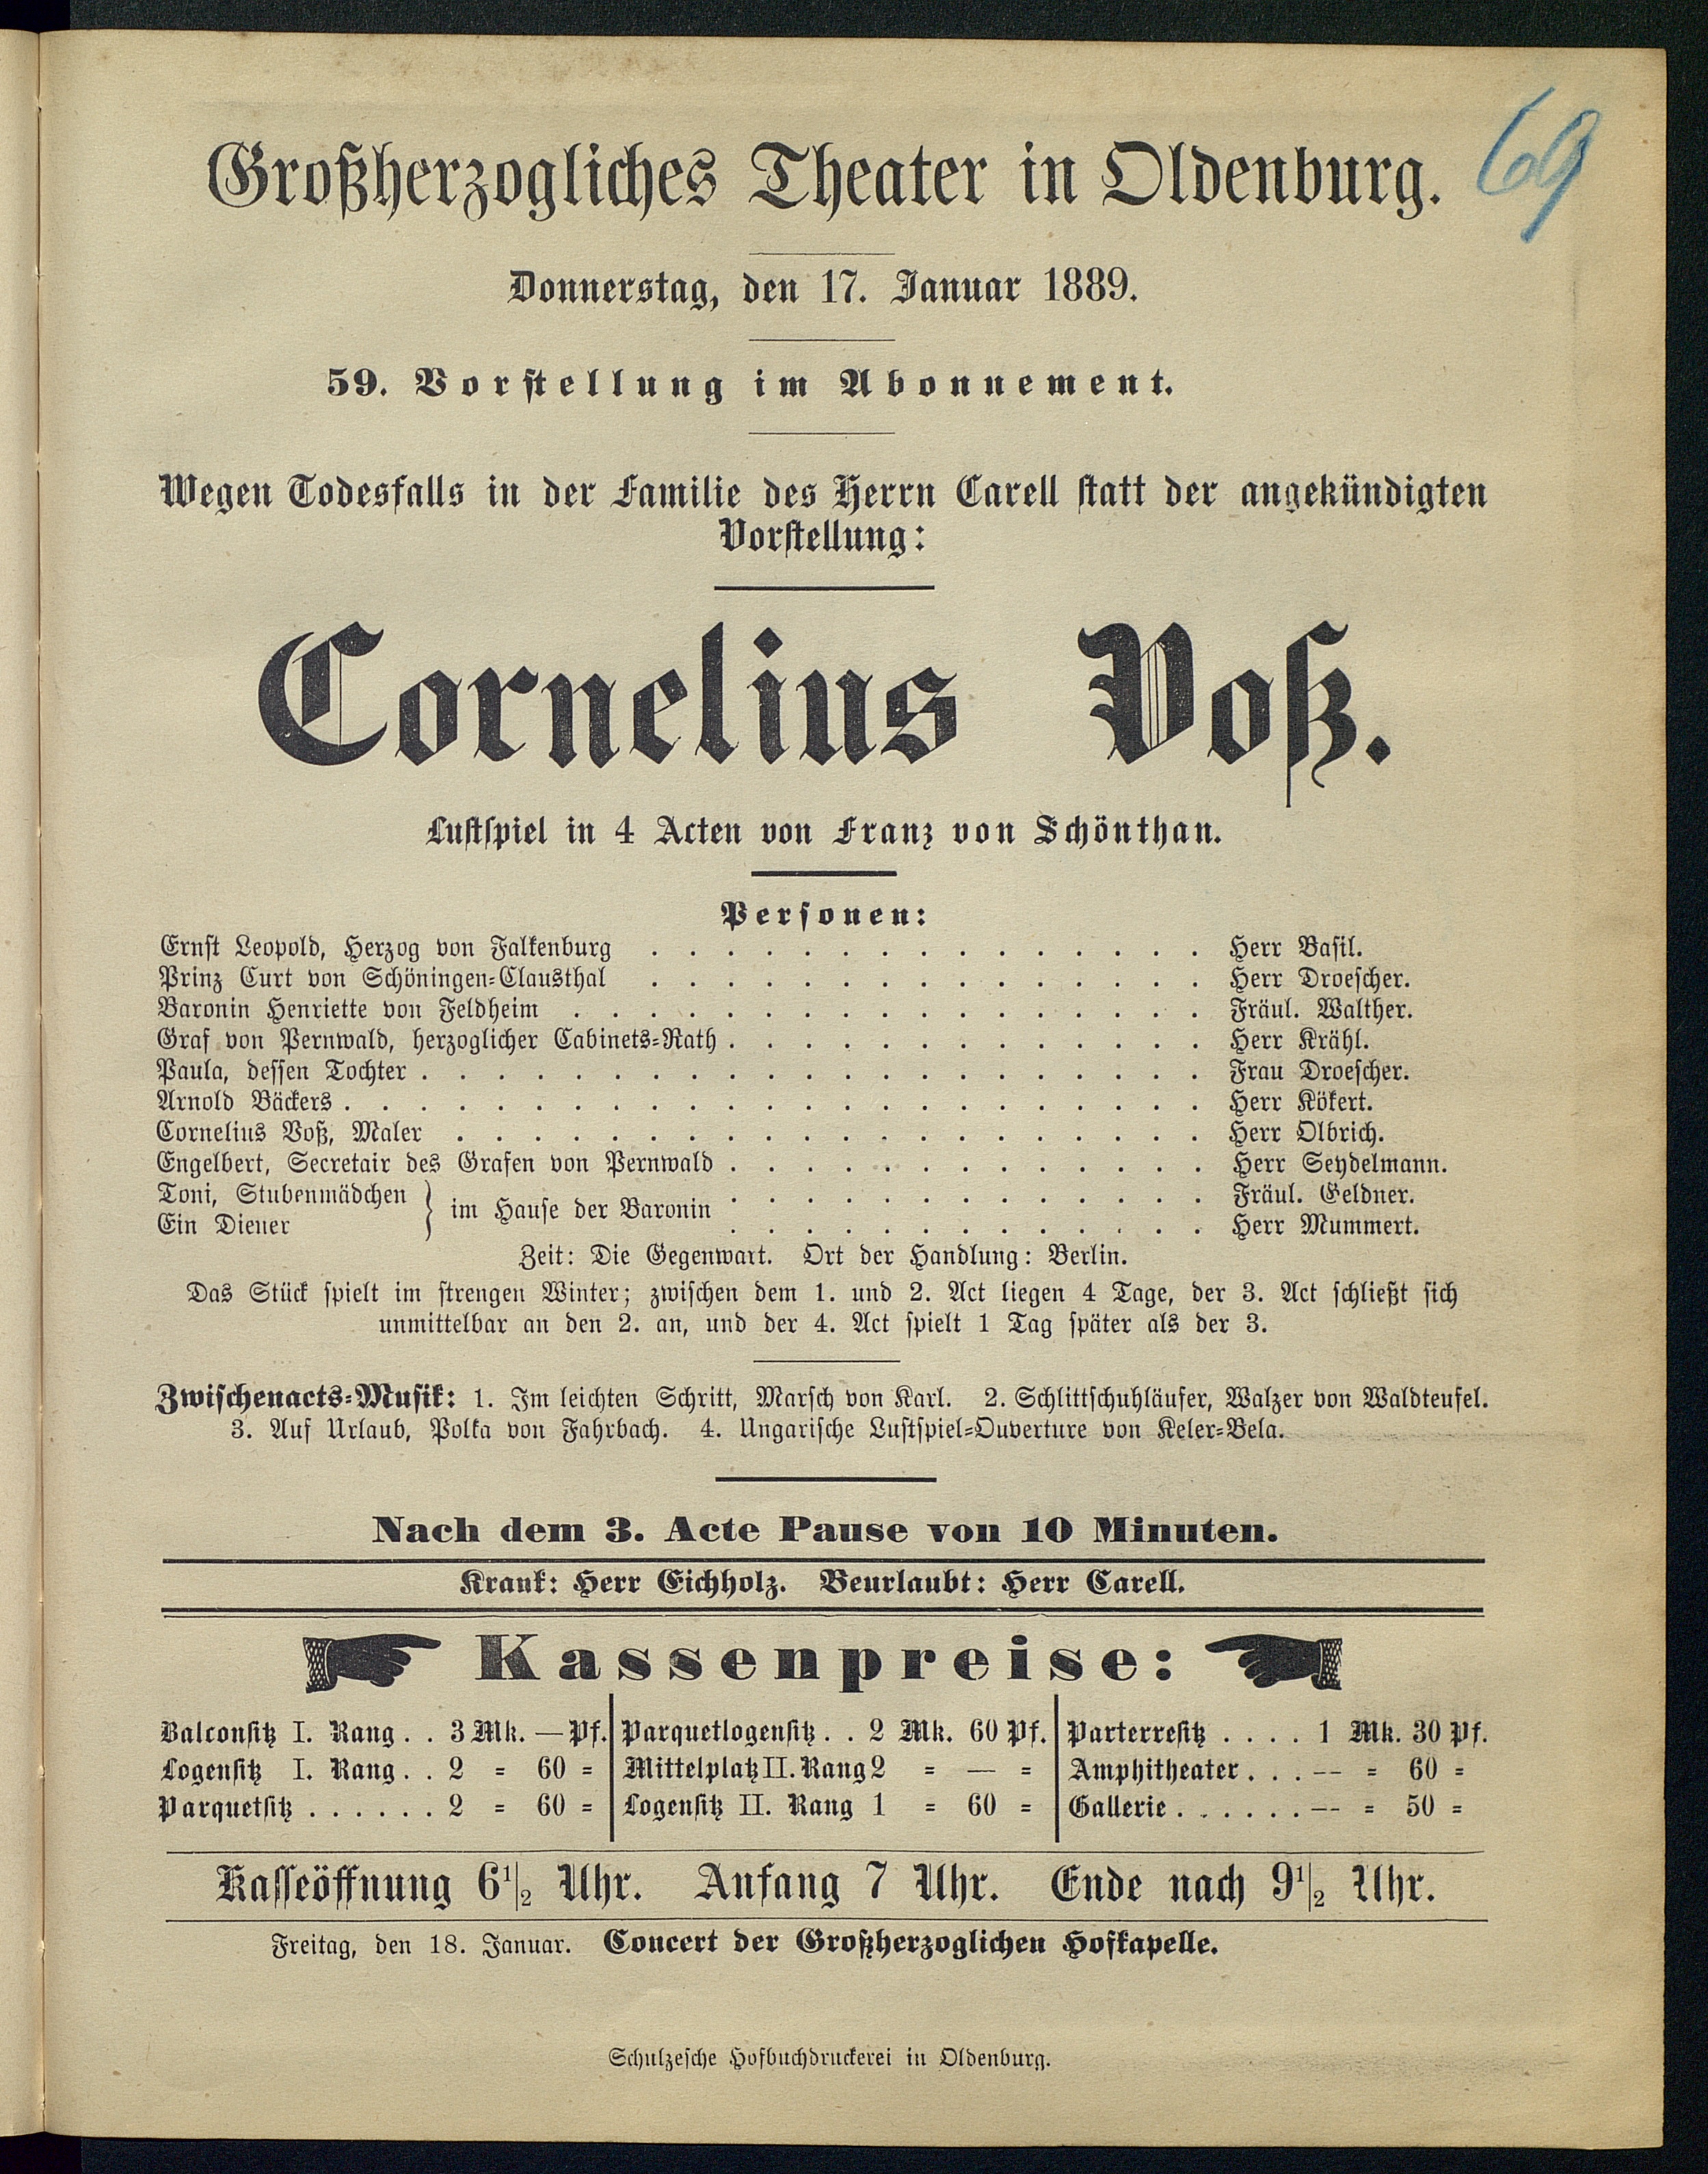 69
Großherzogliches Theater in Oldenburg.
Donnerstag, den 17. Januar 1889.
59. Vorstellung im Abonnement.
Wegen Todesfalls in der Familie des Herrn Carell statt der angekündigten
Vorstellung:
Cornelius Voß.
Lustspiel in 4 Acten von Franz von Schönthan.
Personen:
Ernst Leopold, Herzog von Falkenburg . . . . . . . . . . . . . . . Herr Basil.
Prinz Curt von Schöningen-Clausthal . . . . . . . . . . . . . . . Herr Droescher.
Baronin Henriette von Feldheim . . . . . . . . . . . . . . . . . Fräul. Walther.
Graf von Pernwald, herzoglicher Cabinets-Rath . . . . . . . . . . . . . Herr Krähl.
Paula, dessen Tochter . . . . . . . . . . . . . . . . . . . . . Frau Droescher.
Arnold Bäckers . . . . . . . . . . . . . . . . . . . . . . . Herr Kökert.
Cornelius Voß, Maler . . . . . . . . . . . . . . . . . . . . Herr Olbrich.
Engelbert, Secretair des Grafen von Pernwald . . . . . . . . . . . . . Herr Seydelmann.
Toni, Stubenmädchen } im Hause der Baronin . . . . . . . . . . . . . Fräul. Geldner.
Ein Diener . . . . . . . . . . . . . Herr Mummert.
Zeit: Die Gegenwart. Ort der Handlung: Berlin.
Das Stück spielt im strengen Winter; zwischen dem 1. und 2. Act liegen 4 Tage, der 3. Act schließt sich
unmittelbar an den 2. an, und der 4. Act spielt 1 Tag später als der 3.
Zwischenacts-Musik: 1. Im leichten Schritt, Marsch von Karl. 2. Schlittschuhläufer, Walzer von Waldteufel.
3. Auf Urlaub, Polka von Fahrbach. 4. Ungarische Lustspiel-Ouverture von Keler-Bela.
Nach dem 3. Acte Pause von 10 Minuten.
Krank: Herr Eichholz. Beurlaubt: Herr Carell.
Kassenpreise:
Balconsitz I. Rang . . 3 Mk. — Pf. Parquetlogensitz . . 2 Mk. 60 Pf. Parterresitz . . . . 1 Mk. 30 Pf.
Logensitz I. Rang . . 2 = 60 = Mittelplatz II. Rang 2 = — = Amphitheater . . . — = 60 =
Parquetsitz . . . . . . 2 = 60 = Logensitz II. Rang 1 = 60 = Gallerie . . . . . . — = 50 =
Kasseöffnung 6 1/2 Uhr. Anfang 7 Uhr. Ende nach 9 1/2 Uhr.
Freitag, den 18. Januar. Concert der Großherzoglichen Hofkapelle.
Schulzesche Hofbuchdruckerei in Oldenburg.